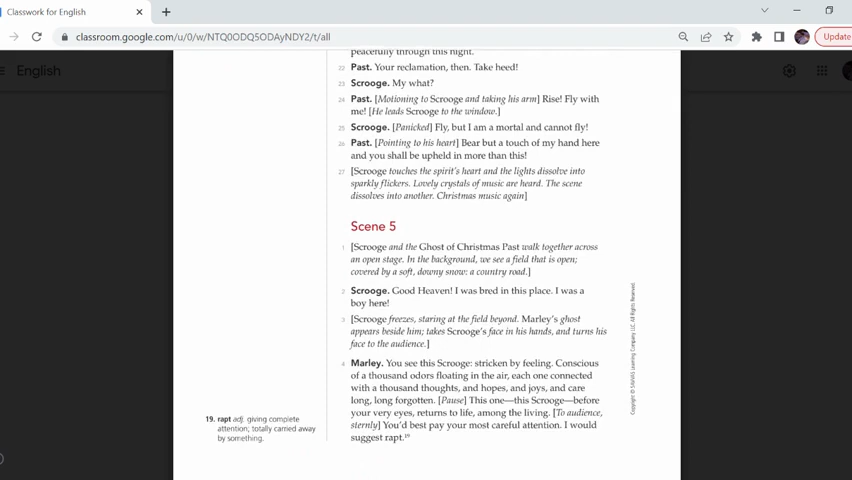 Classwork for English
classroom.google.com/u/0/w/NTQ0ODQ5ODAyNDY2/t/all
Update
English
peacefully through this night.
22 Past. Your reclamation, then. Take heed!
23 Scrooge. My what?
24 Past. [Motioning to Scrooge and taking his arm] Rise! Fly with
me! [He leads Scrooge to the window.]
25 Scrooge. [Panicked] Fly, but I am a mortal and cannot fly!
26 Past. [Pointing to his heart] Bear but a touch of my hand here
and you shall be upheld in more than this!
27 [Scrooge touches the spirit's heart and the lights dissolve into
sparkly flickers. Lovely crystals of music are heard. The scene
dissolves into another. Christmas music again]
Scene 5
1 [Scrooge and the Ghost of Christmas Past walk together across
an open stage. In the background, we see a field that is open;
covered by a soft, downy snow: a country road.]
2 Scrooge. Good Heaven! I was bred in this place. I was a
boy here!
3 [Scrooge freezes, staring at the field beyond. Marley's ghost
appears beside him; takes Scrooge's face in his hands, and turns his
face to the audience.]
4 Marley. You see this Scrooge: stricken by feeling. Conscious
of a thousand odors floating in the air, each one connected
with a thousand thoughts, and hopes, and joys, and care
long, long forgotten. [Pause] This one—this Scrooge—before
your very eyes, returns to life, among the living. [To audience,
sternly] You'd best pay your most careful attention. I would
suggest rapt.19
19. rapt adj. giving complete
attention; totally carried away
by something.
Copyright © SAVVAS Learning Company LLC. All Rights Reserved.